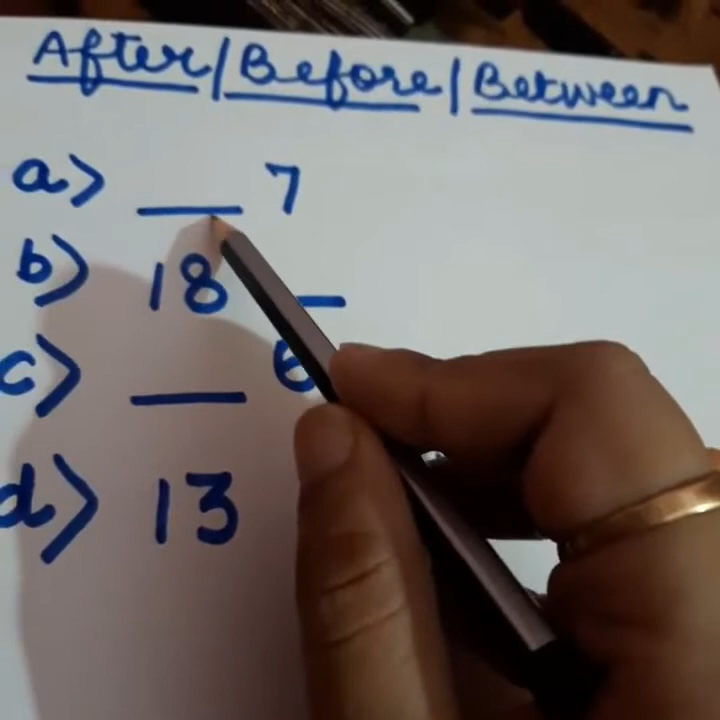 After/Before/Between
a> __ 7
b) 18 __
c) __ 6
d) 13